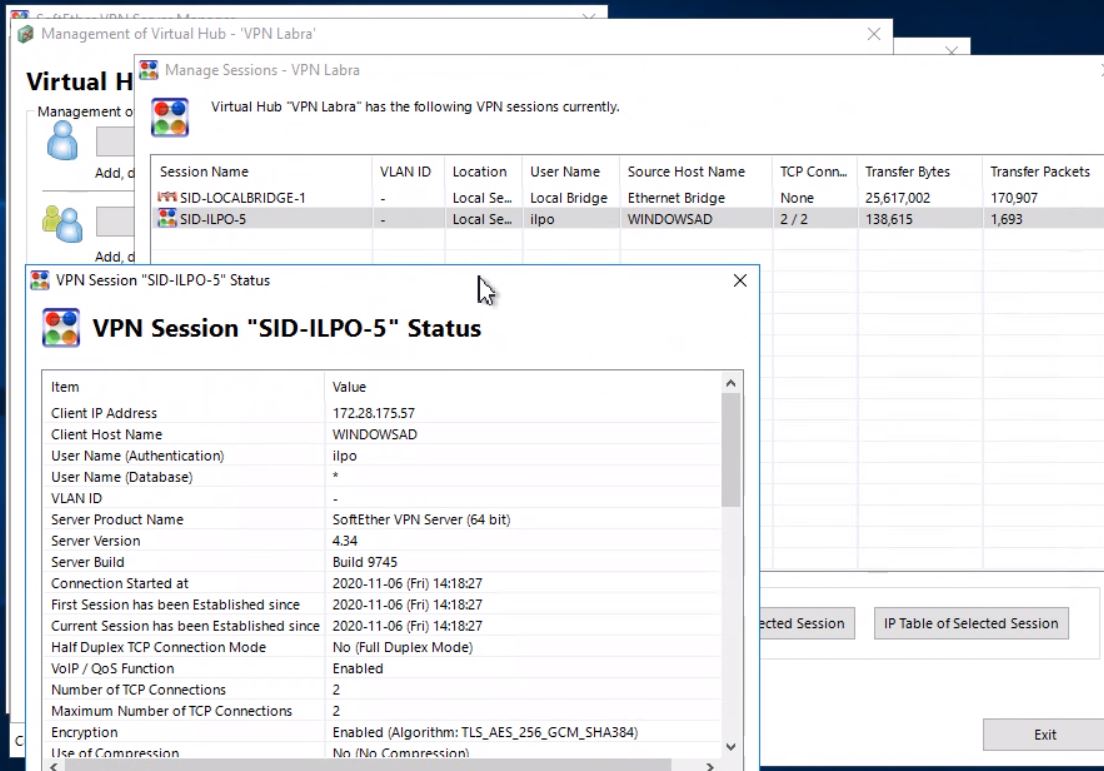 SoftEther VPN Server Manager
Management of Virtual Hub - 'VPN Labra'
Manage Sessions - VPN Labra
Virtual H
Virtual Hub "VPN Labra" has the following VPN sessions currently.
Management o
Add, d
Add, d
Session Name VLAN ID Location User Name Source Host Name TCP Conn... Transfer Bytes Transfer Packets
SID-LOCALBRIDGE-1 - Local Se... Local Bridge Ethernet Bridge None 25,617,002 170,907
SID-ILPO-5 - Local Se... ilpo WINDOWSAD 2 / 2 138,615 1,693
VPN Session "SID-ILPO-5" Status
VPN Session "SID-ILPO-5" Status
Item Value
Client IP Address 172.28.175.57
Client Host Name WINDOWSAD
User Name (Authentication) ilpo
User Name (Database) *
VLAN ID -
Server Product Name SoftEther VPN Server (64 bit)
Server Version 4.34
Server Build Build 9745
Connection Started at 2020-11-06 (Fri) 14:18:27
First Session has been Established since 2020-11-06 (Fri) 14:18:27
Current Session has been Established since 2020-11-06 (Fri) 14:18:27
Half Duplex TCP Connection Mode No (Full Duplex Mode)
VoIP / QoS Function Enabled
Number of TCP Connections 2
Maximum Number of TCP Connections 2
Encryption Enabled (Algorithm: TLS_AES_256_GCM_SHA384)
Use of Compression No (No Compression)
ected Session
IP Table of Selected Session
Exit